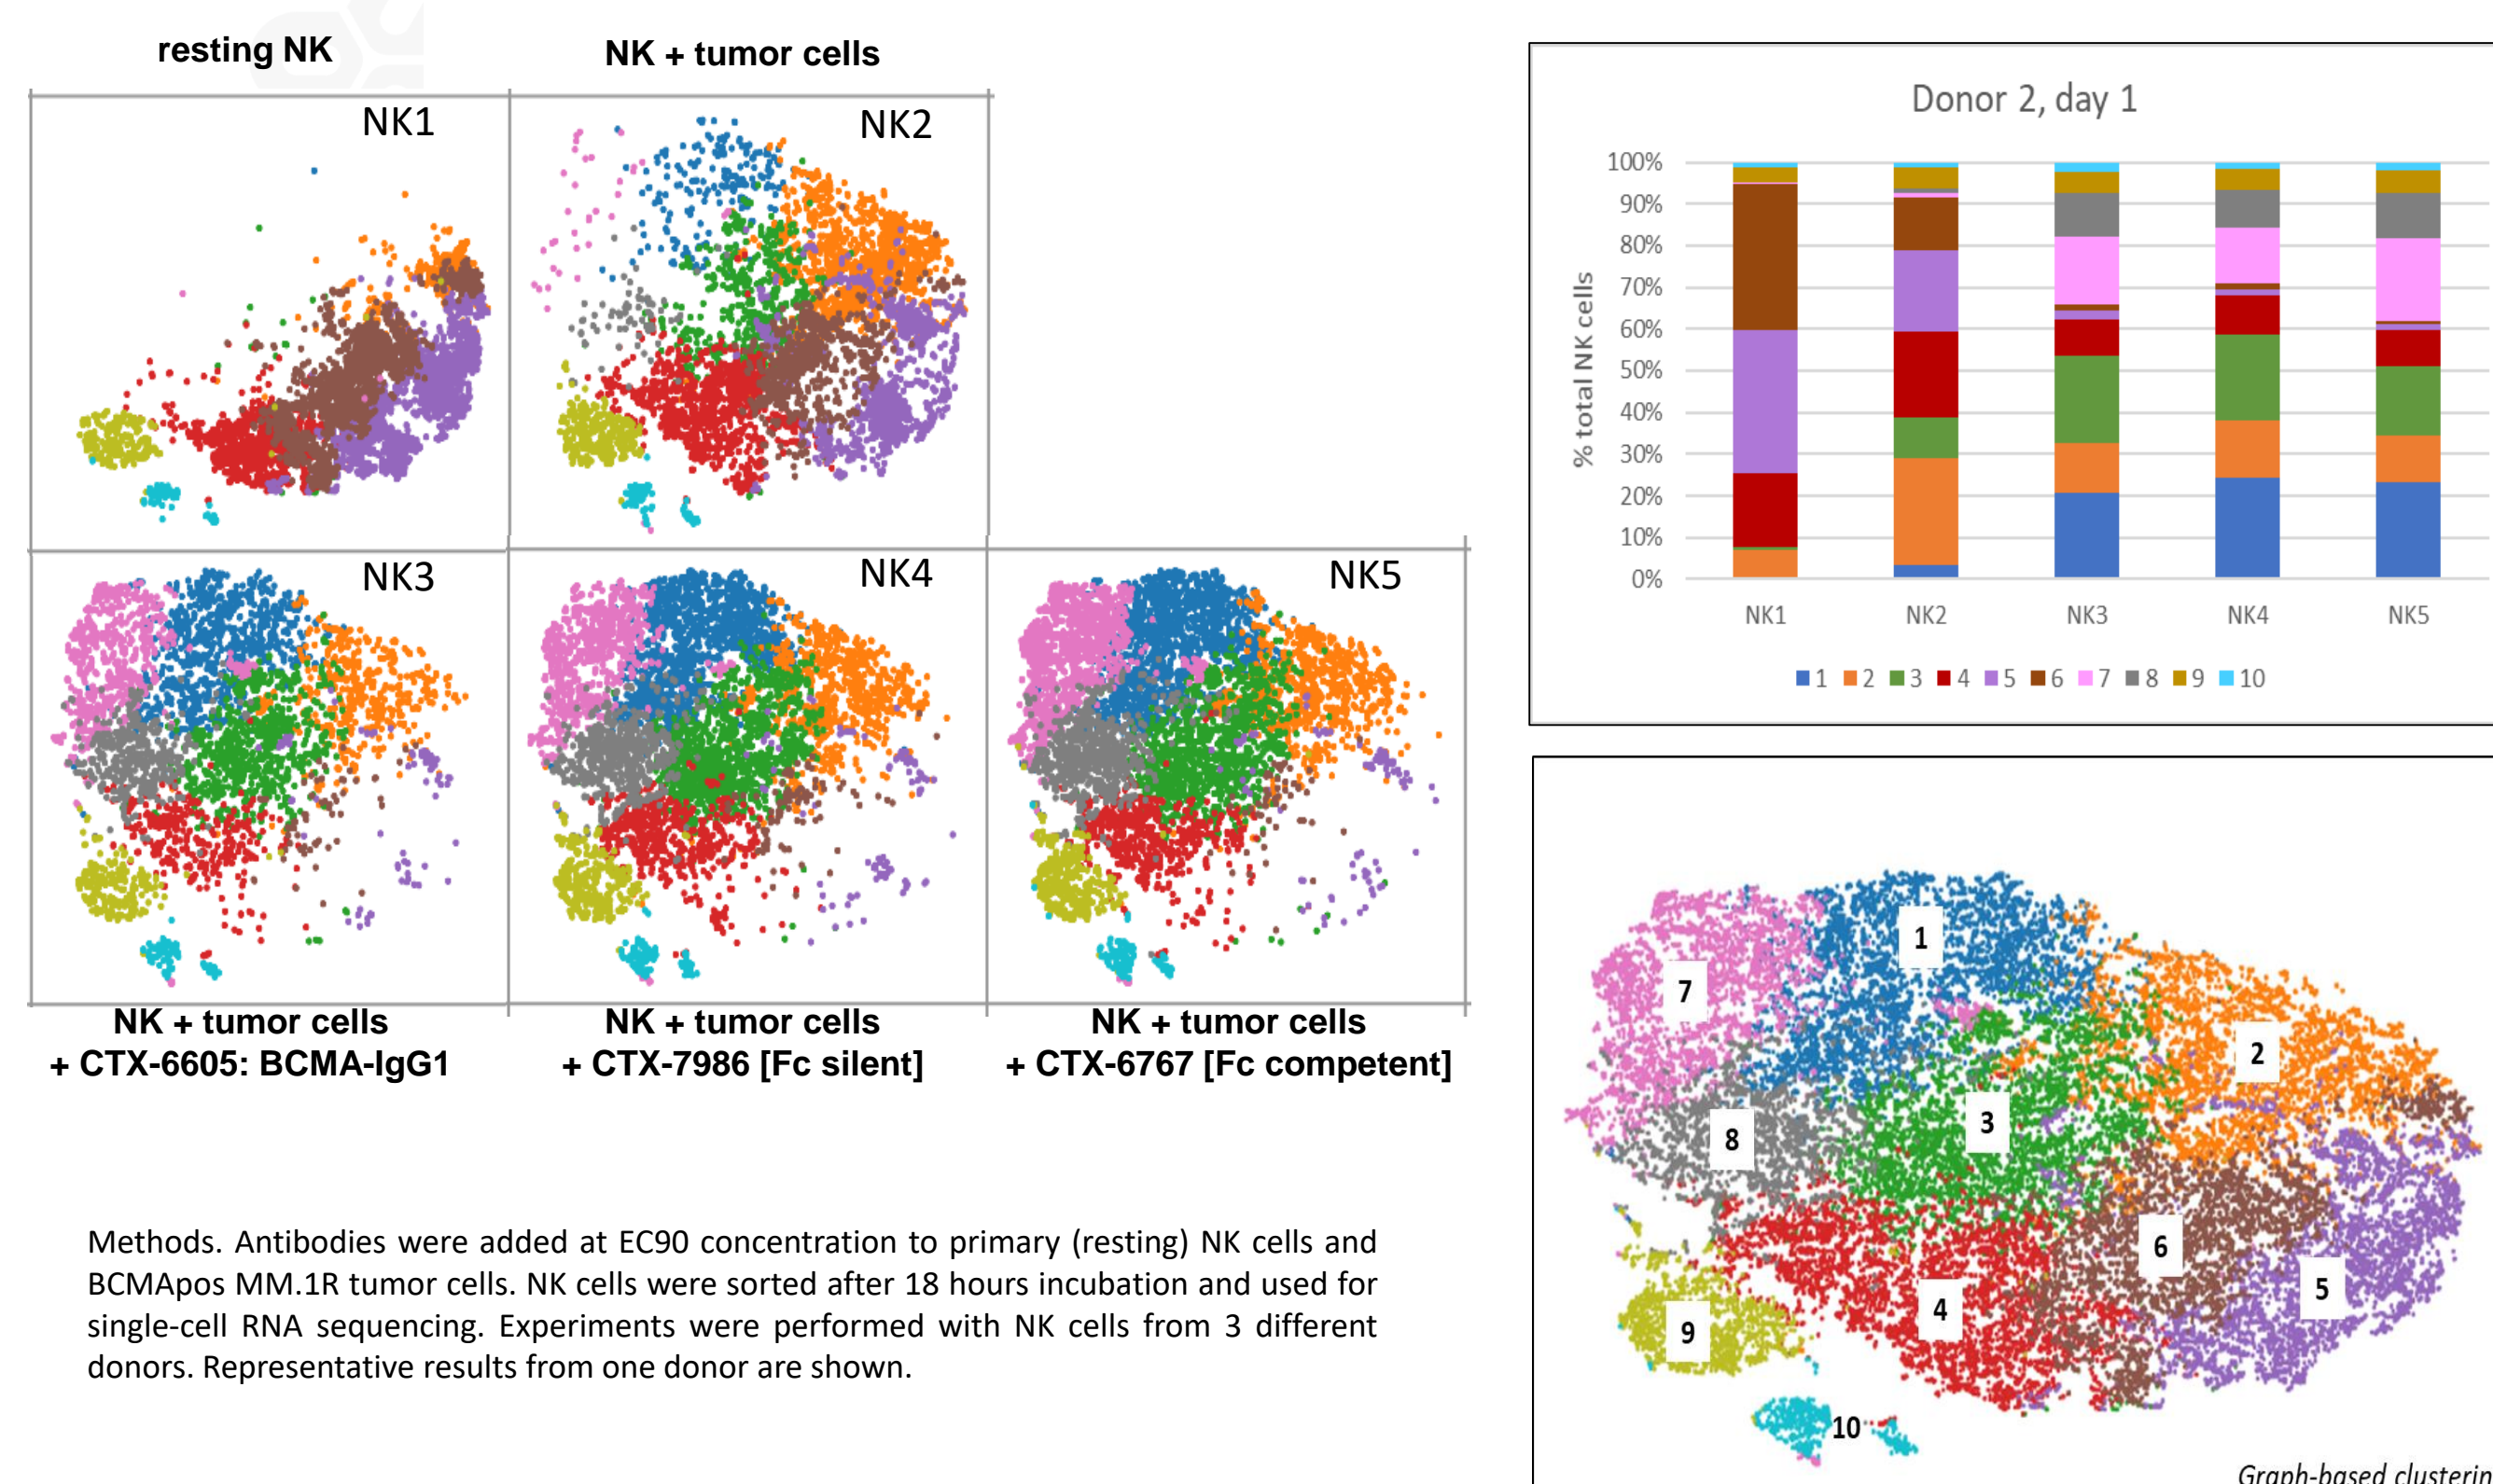 resting NK
NK + tumor cells
NK1
NK2
NK3
NK4
NK5
NK + tumor cells
+ CTX-6605: BCMA-IgG1
NK + tumor cells
+ CTX-7986 [Fc silent]
NK + tumor cells
+ CTX-6767 [Fc competent]
Methods. Antibodies were added at EC90 concentration to primary (resting) NK cells and
BCMApos MM.1R tumor cells. NK cells were sorted after 18 hours incubation and used for
single-cell RNA sequencing. Experiments were performed with NK cells from 3 different
donors. Representative results from one donor are shown.
Donor 2, day 1
% total NK cells
100%
90%
80%
70%
60%
50%
40%
30%
20%
10%
0%
NK1 NK2 NK3 NK4 NK5
1 2 3 4 5 6 7 8 9 10
1
7
2
3
8
6
5
4
9
10
Graph-based clusterin